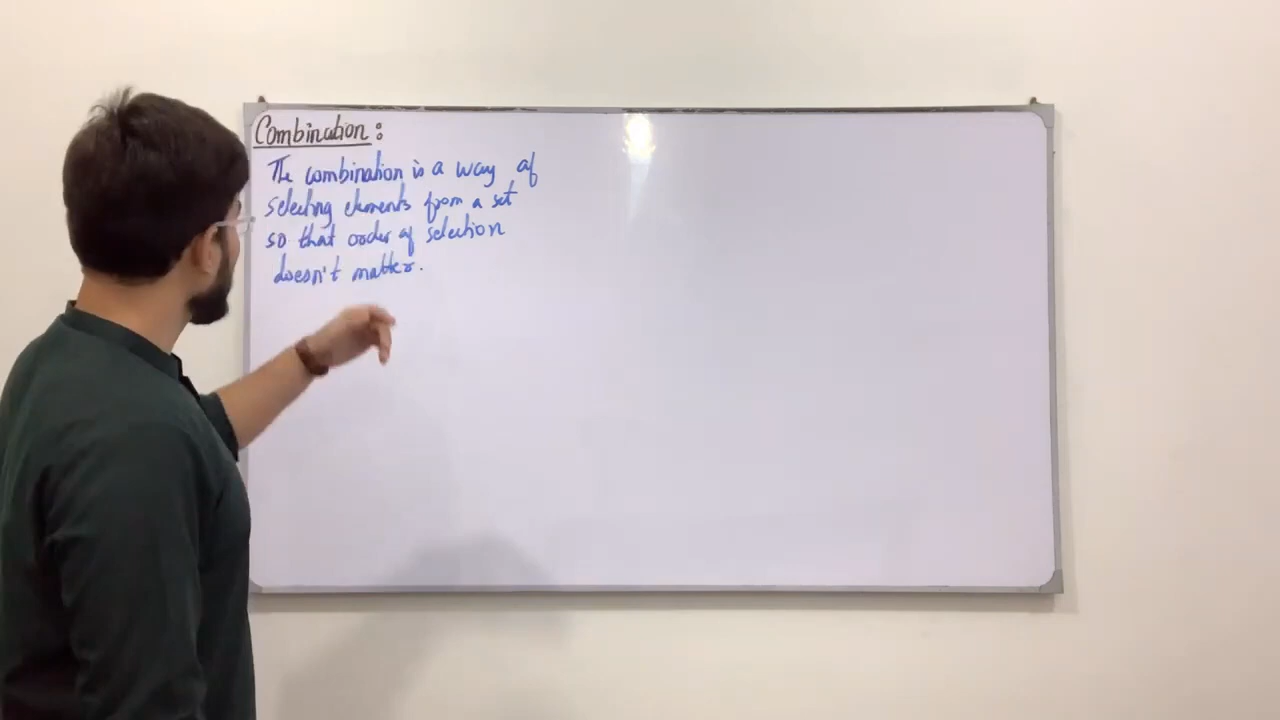 Combination:
The combination is a way of
selecting elements from a set
so that order of selection
doesn't matter.